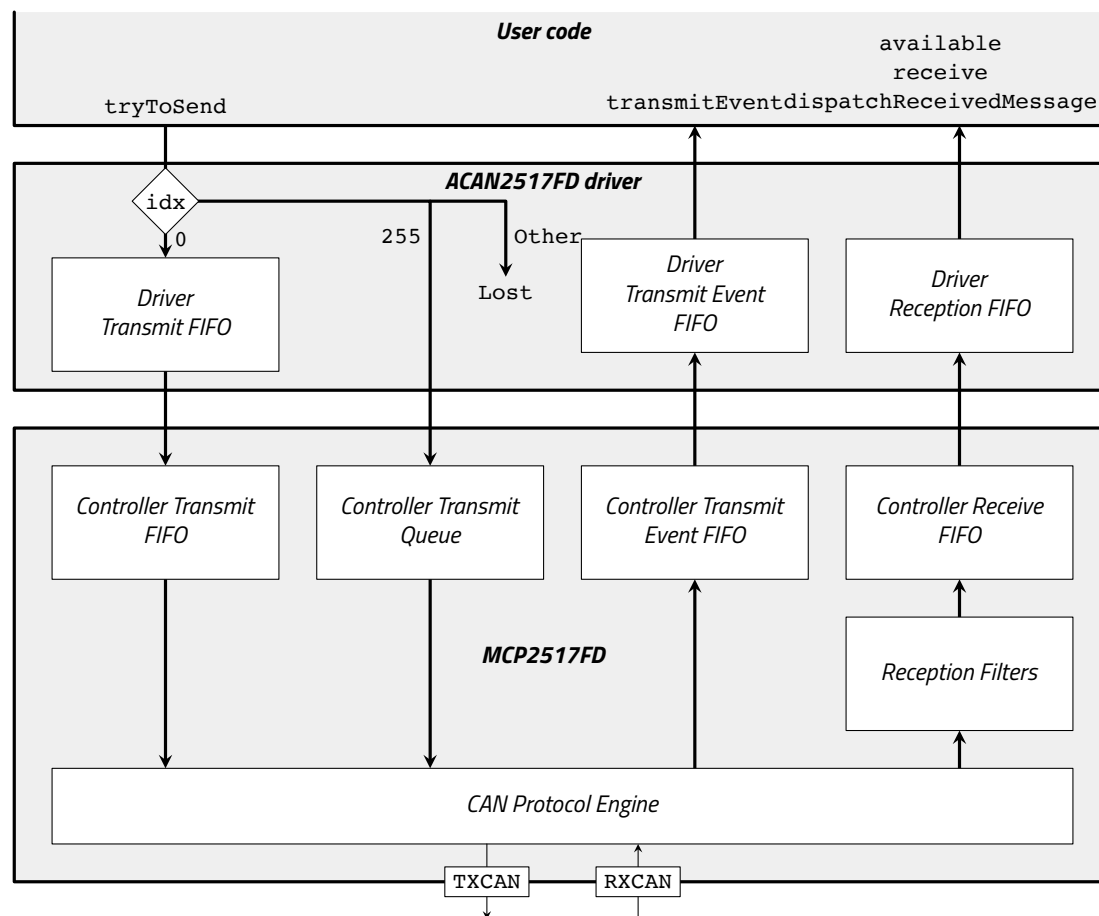 User code
available
receive
tryToSend
transmitEvent
dispatchReceivedMessage
ACAN2517FD driver
idx
0
255
Other
Lost
Driver
Transmit FIFO
Driver
Transmit Event
FIFO
Driver
Reception FIFO
Controller Transmit
FIFO
Controller Transmit
Queue
Controller Transmit
Event FIFO
Controller Receive
FIFO
MCP2517FD
Reception Filters
CAN Protocol Engine
TXCAN
RXCAN